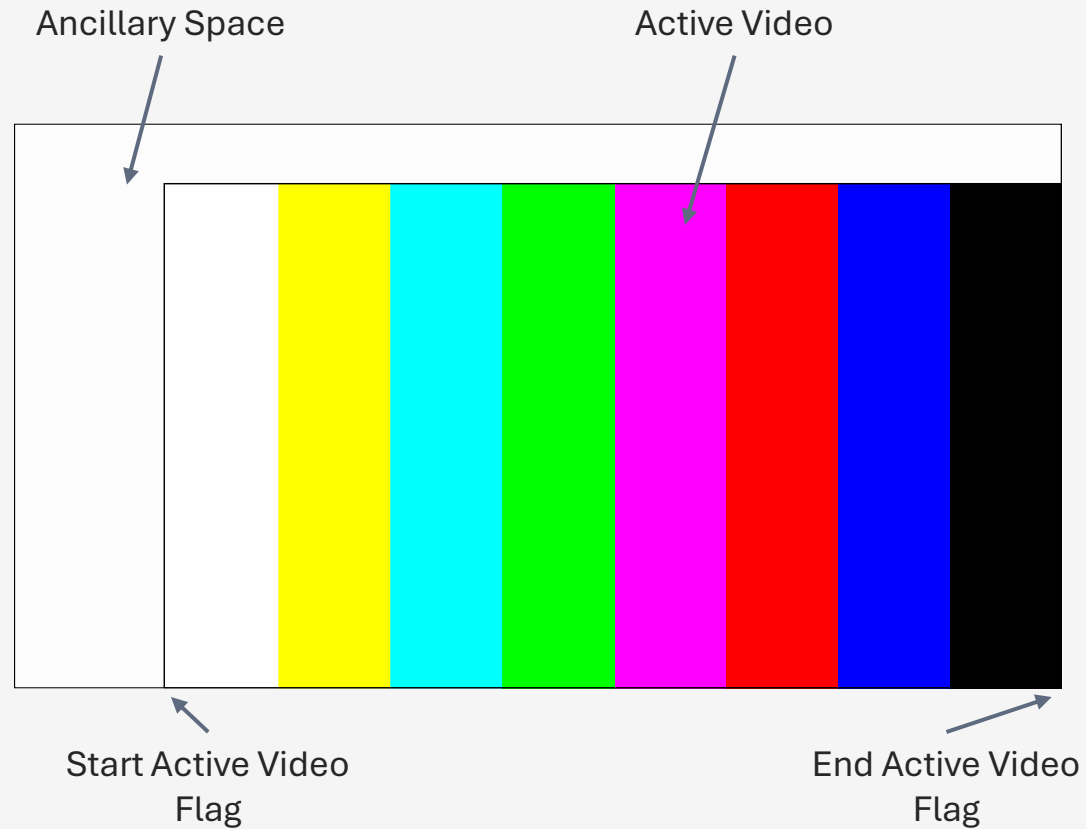 Ancillary Space
Active Video
Start Active Video
Flag
End Active Video
Flag